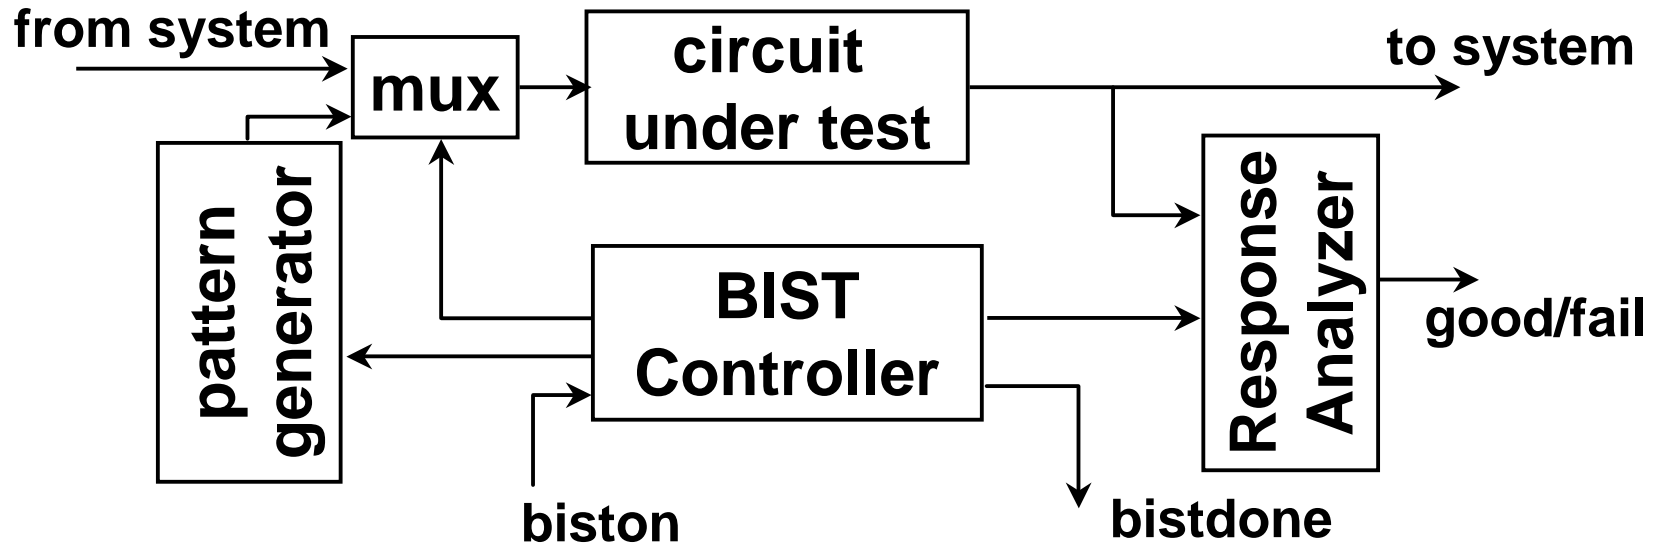 from system
mux
circuit
under test
to system
pattern
generator
BIST
Controller
Response
Analyzer
good/fail
biston
bistdone